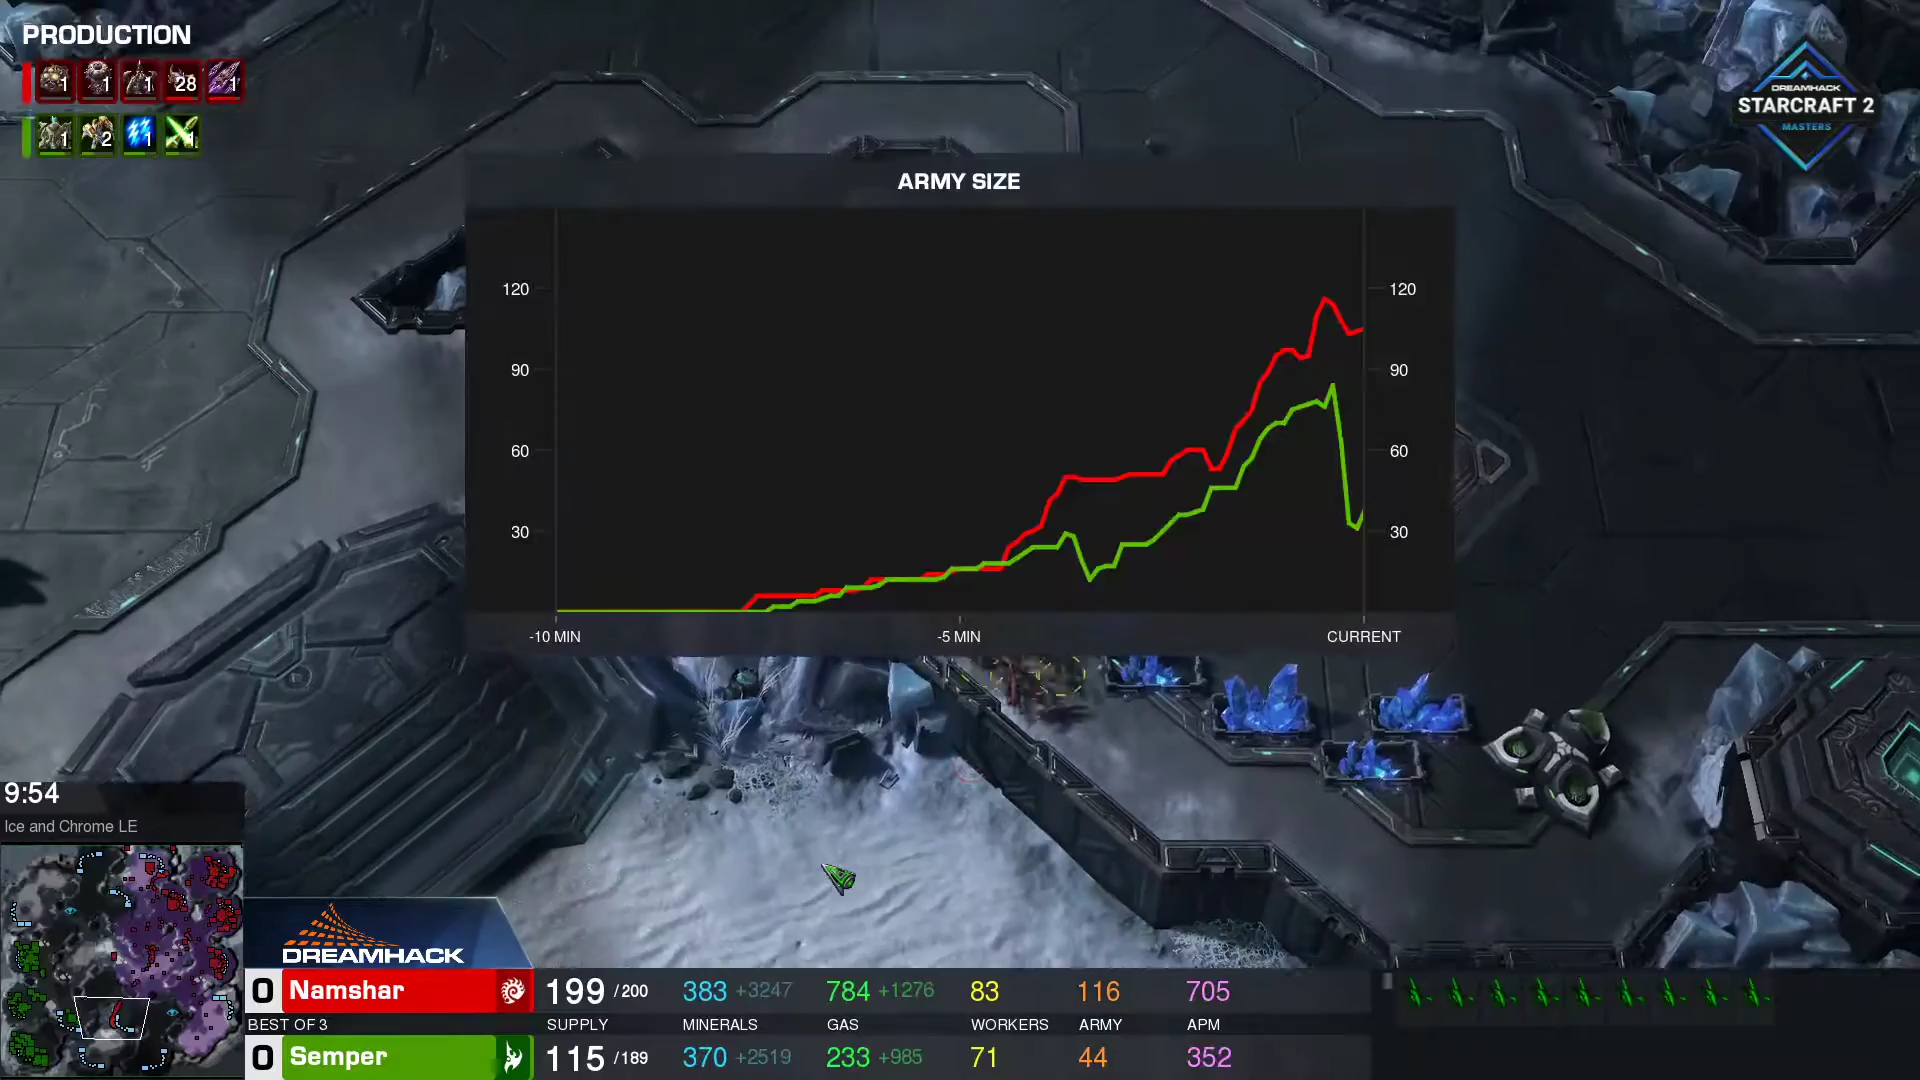 PRODUCTION
1 1 1 28 1
1 2 1 1
DREAMHACK
STARCRAFT 2
MASTERS
ARMY SIZE
120 120
90 90
60 60
30 30
-10 MIN -5 MIN CURRENT
9:54
Ice and Chrome LE
DREAMHACK
0 Namshar 199 /200 383 +3247 784 +1276 83 116 705
BEST OF 3 SUPPLY MINERALS GAS WORKERS ARMY APM
0 Semper 115 /189 370 +2519 233 +985 71 44 352